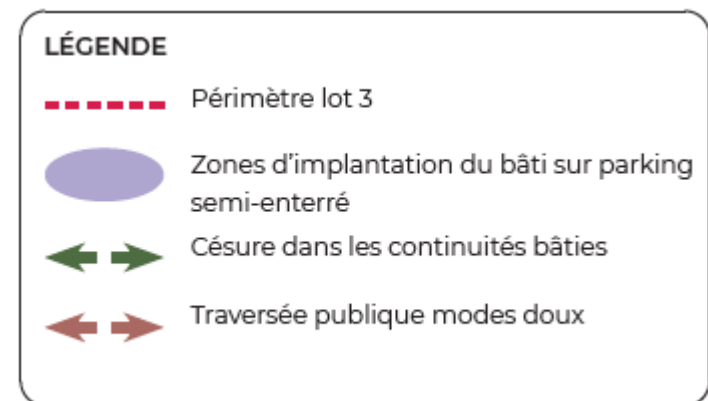 LÉGENDE
Périmètre lot 3
Zones d’implantation du bâti sur parking
semi-enterré
Césure dans les continuités bâties
Traversée publique modes doux